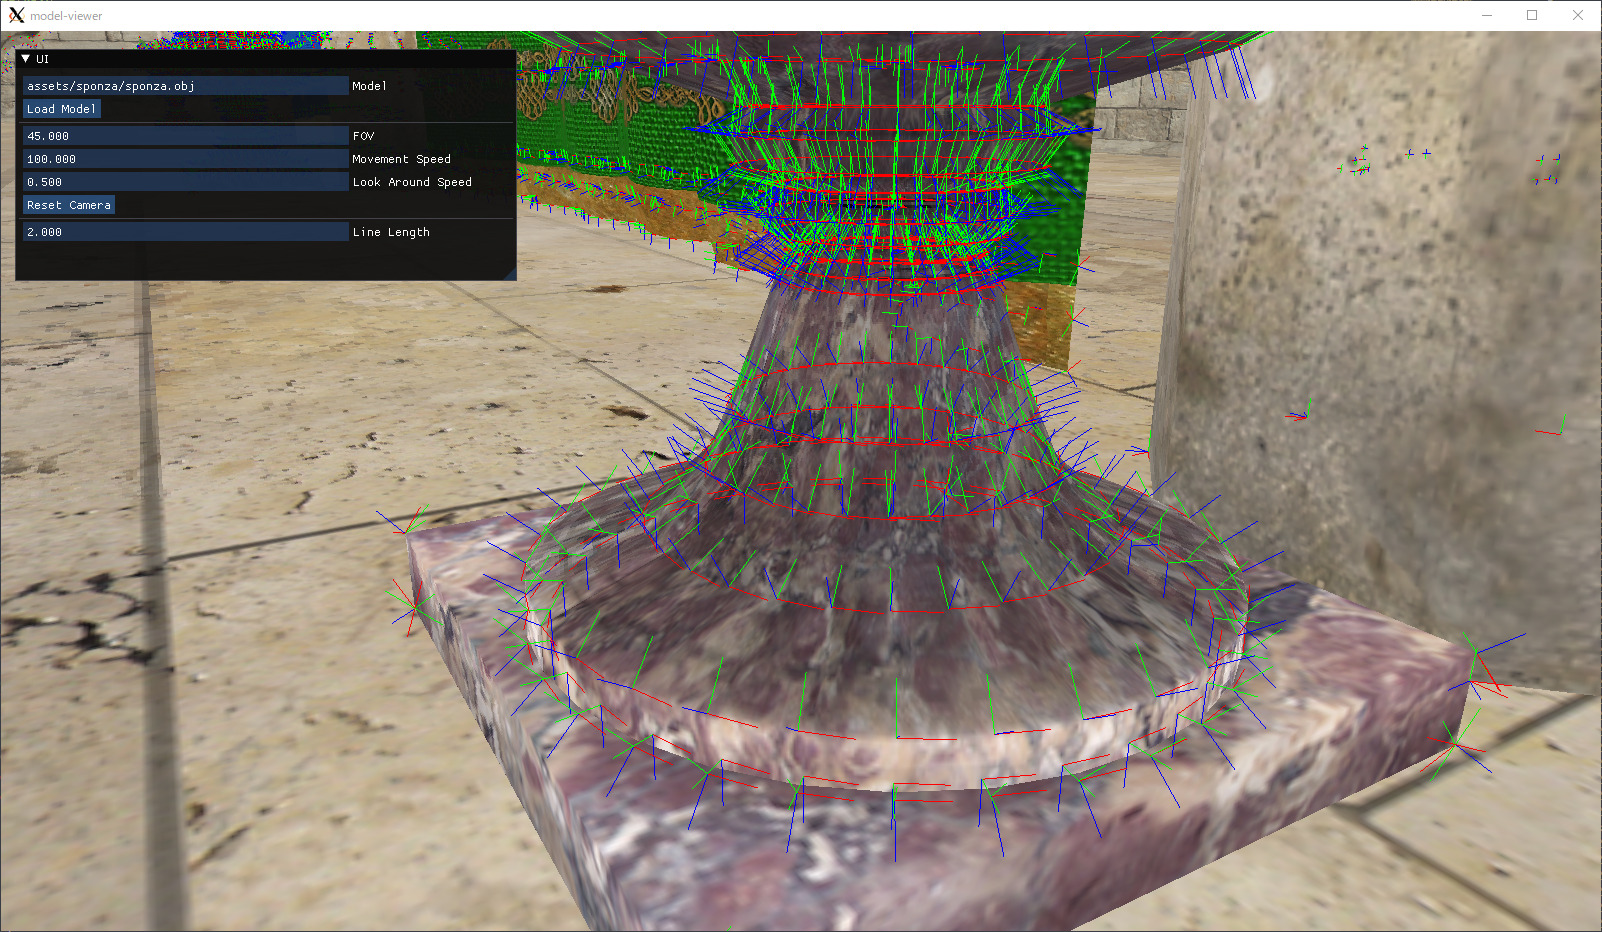 model-viewer
UI
assets/sponza/sponza.obj Model
Load Model
45.000 FOV
100.000 Movement Speed
0.500 Look Around Speed
Reset Camera
2.000 Line Length